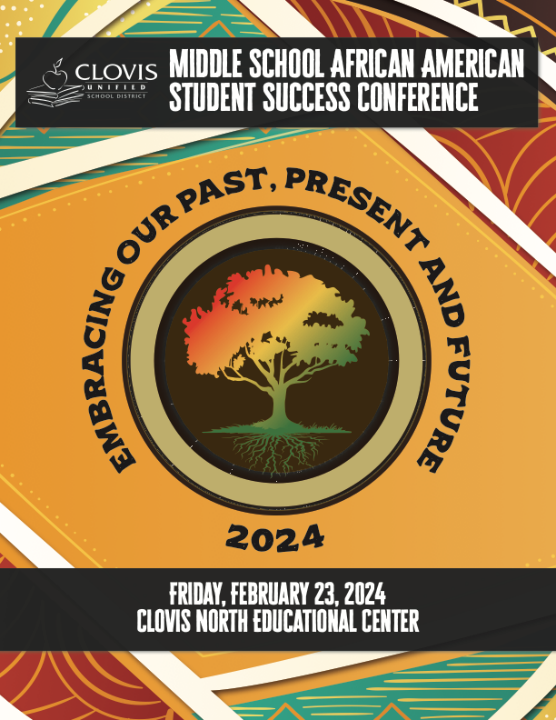 CLOVIS
UNIFIED
SCHOOL DISTRICT
MIDDLE SCHOOL AFRICAN AMERICAN
STUDENT SUCCESS CONFERENCE
EMBRACING OUR PAST, PRESENT AND FUTURE
2024
FRIDAY, FEBRUARY 23, 2024
CLOVIS NORTH EDUCATIONAL CENTER